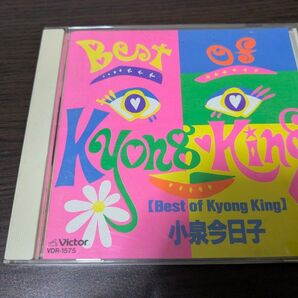 Best Of
Kyong King
【Best of Kyong King】
小泉今日子
Victor
VDR-1575